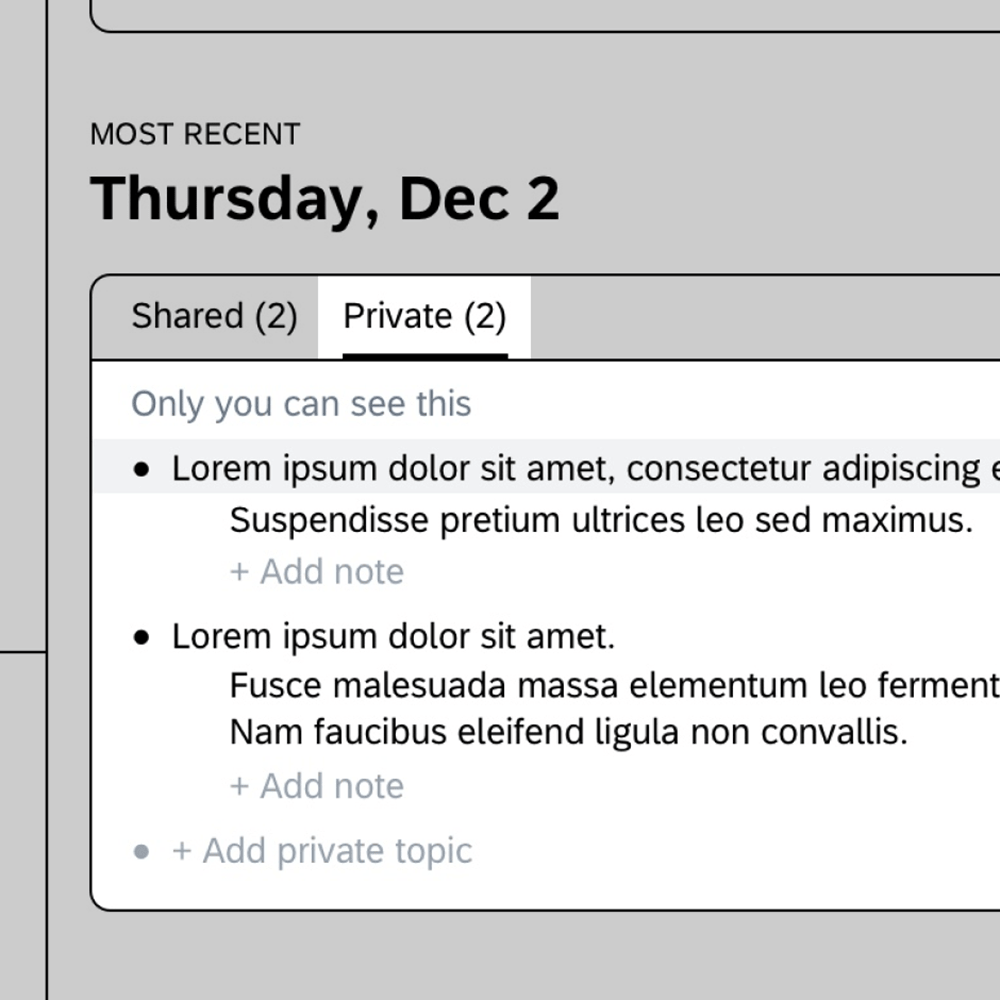 MOST RECENT
Thursday, Dec 2
Shared (2) Private (2)
Only you can see this
• Lorem ipsum dolor sit amet, consectetur adipiscing
Suspendisse pretium ultrices leo sed maximus.
+ Add note
• Lorem ipsum dolor sit amet.
Fusce malesuada massa elementum leo ferment
Nam faucibus eleifend ligula non convallis.
+ Add note
• + Add private topic